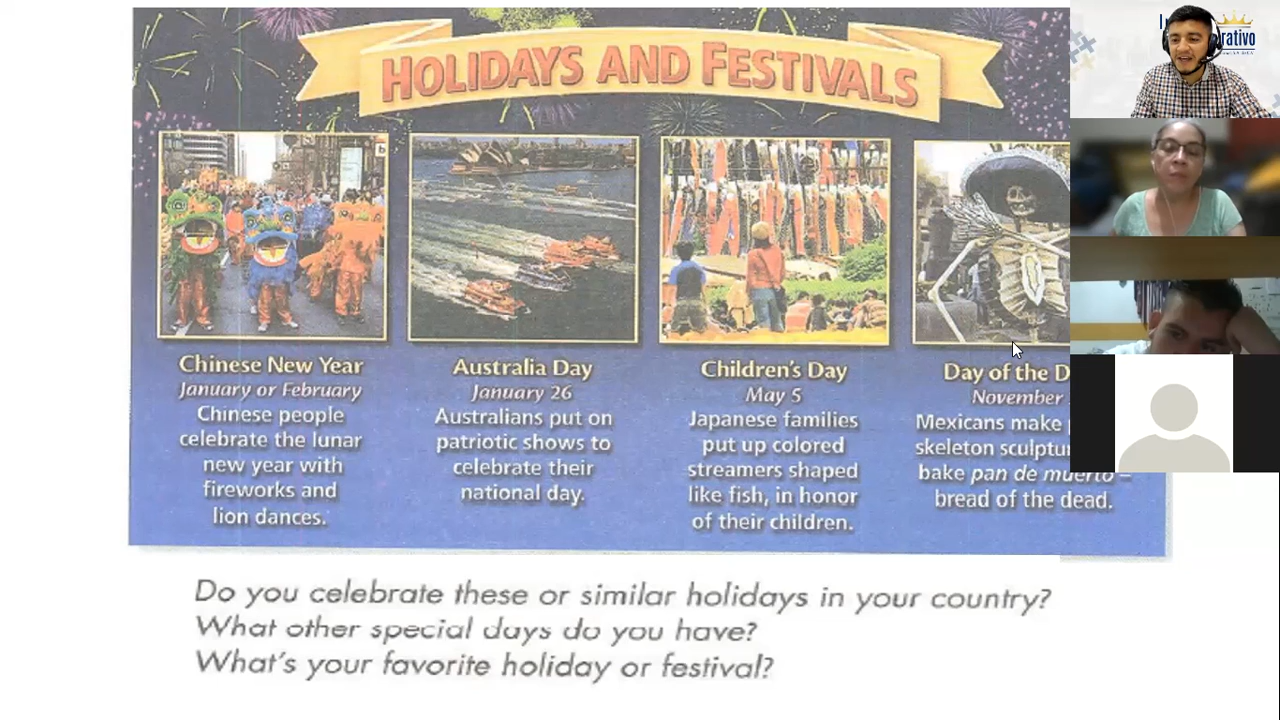 HOLIDAYS AND FESTIVALS
Chinese New Year
January or February
Chinese people
celebrate the lunar
new year with
fireworks and
lion dances.
Australia Day
January 26
Australians put on
patriotic shows to
celebrate their
national day.
Children's Day
May 5
Japanese families
put up colored
streamers shaped
like fish, in honor
of their children.
Day of the
November
Mexicans make
skeleton
bake pan de muerto –
bread of the dead.
Do you celebrate these or similar holidays in your country?
What other special days do you have?
What's your favorite holiday or festival?